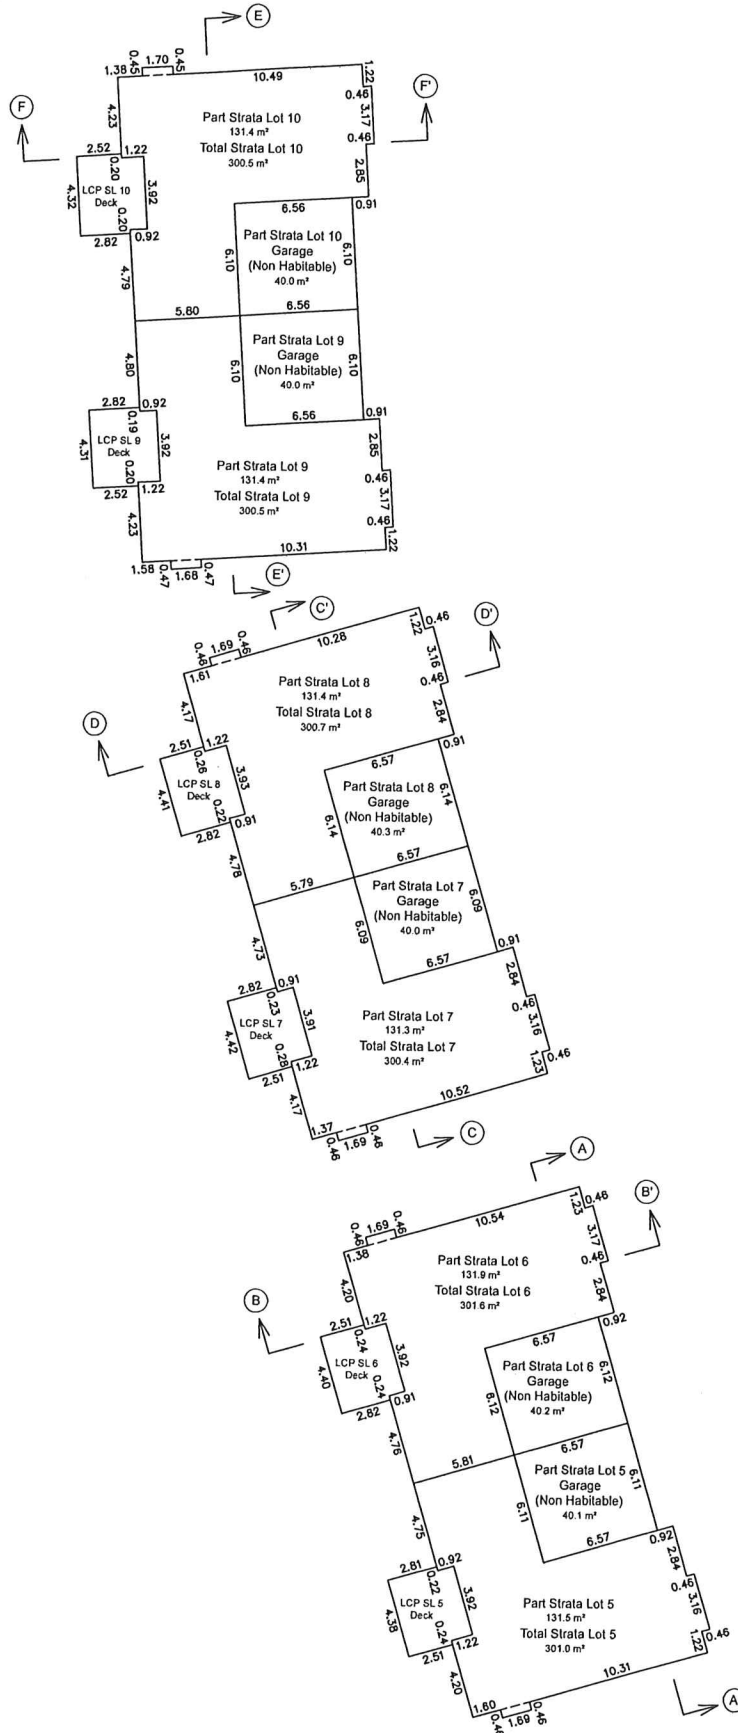 E
0.45
1.70
0.45
1.38
10.49
1.22
0.46
F
F'
4.23
Part Strata Lot 10
131.4 m²
3.17
0.46
Total Strata Lot 10
300.5 m²
2.52
1.22
0.20
LCP SL 10
Deck
4.32
3.92
2.85
0.20
2.82
0.92
6.56
0.91
Part Strata Lot 10
Garage
(Non Habitable)
40.0 m²
6.10
6.10
4.79
5.80
6.56
Part Strata Lot 9
Garage
(Non Habitable)
40.0 m²
4.80
6.10
6.10
2.82
0.92
6.56
0.91
0.19
LCP SL 9
Deck
4.31
3.92
2.85
0.20
Part Strata Lot 9
131.4 m²
0.46
2.52
1.22
Total Strata Lot 9
300.5 m²
3.17
4.23
0.46
10.31
1.22
1.58
0.47
1.68
0.47
E'
C'
0.46
1.69
0.46
10.28
1.22
0.46
D'
1.61
Part Strata Lot 8
131.4 m²
3.16
0.46
4.17
Total Strata Lot 8
300.7 m²
D
2.51
1.22
2.84
0.26
LCP SL 8
Deck
4.41
3.93
0.22
2.82
0.91
6.57
0.91
Part Strata Lot 8
Garage
(Non Habitable)
40.3 m²
6.14
6.14
4.78
5.79
6.57
Part Strata Lot 7
Garage
(Non Habitable)
40.0 m²
4.73
6.09
6.09
2.82
0.91
6.57
0.91
0.23
LCP SL 7
Deck
4.42
3.91
2.84
0.28
Part Strata Lot 7
131.3 m²
0.46
Total Strata Lot 7
300.4 m²
3.16
2.51
1.22
0.46
1.23
4.17
10.52
1.37
0.46
1.69
0.46
C
A
0.46
1.69
0.46
10.54
1.23
0.46
B'
1.38
Part Strata Lot 6
131.9 m²
3.17
0.46
4.20
Total Strata Lot 6
301.6 m²
B
2.51
1.22
2.84
0.24
LCP SL 6
Deck
4.40
3.92
0.24
2.82
0.91
6.57
0.92
Part Strata Lot 6
Garage
(Non Habitable)
40.2 m²
6.12
6.12
4.76
5.81
6.57
Part Strata Lot 5
Garage
(Non Habitable)
40.1 m²
4.75
6.11
6.11
2.81
0.92
6.57
0.92
0.22
LCP SL 5
Deck
4.38
3.92
2.84
0.24
0.46
Part Strata Lot 5
131.5 m²
3.16
2.51
1.22
Total Strata Lot 5
301.0 m²
1.22
0.46
4.20
10.31
1.60
1.69
0.46
A